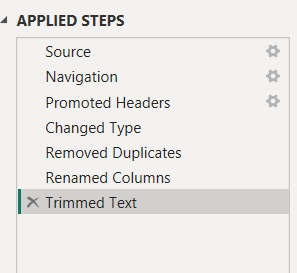 APPLIED STEPS
Source
Navigation
Promoted Headers
Changed Type
Removed Duplicates
Renamed Columns
Trimmed Text